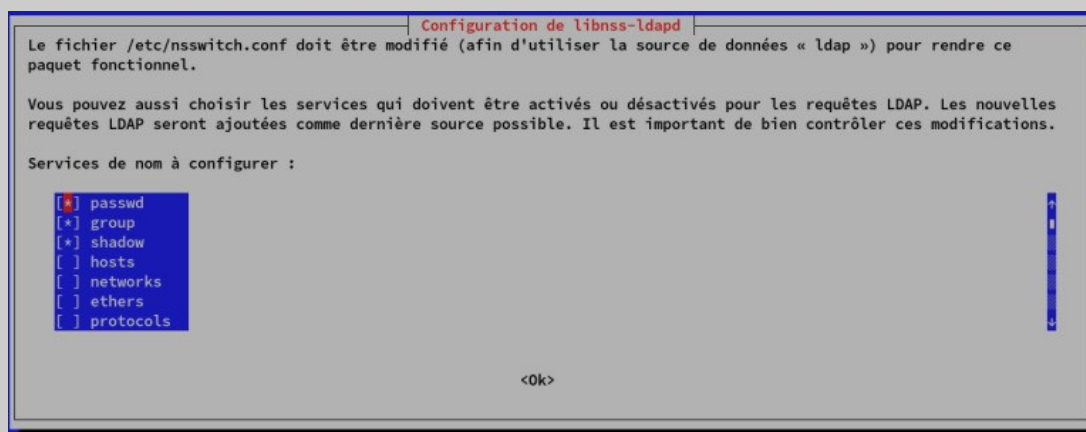 Configuration de libnss-ldapd
Le fichier /etc/nsswitch.conf doit être modifié (afin d'utiliser la source de données « ldap ») pour rendre ce
paquet fonctionnel.
Vous pouvez aussi choisir les services qui doivent être activés ou désactivés pour les requêtes LDAP. Les nouvelles
requêtes LDAP seront ajoutées comme dernière source possible. Il est important de bien contrôler ces modifications.
Services de nom à configurer :
[*] passwd
[*] group
[*] shadow
[ ] hosts
[ ] networks
[ ] ethers
[ ] protocols
<Ok>